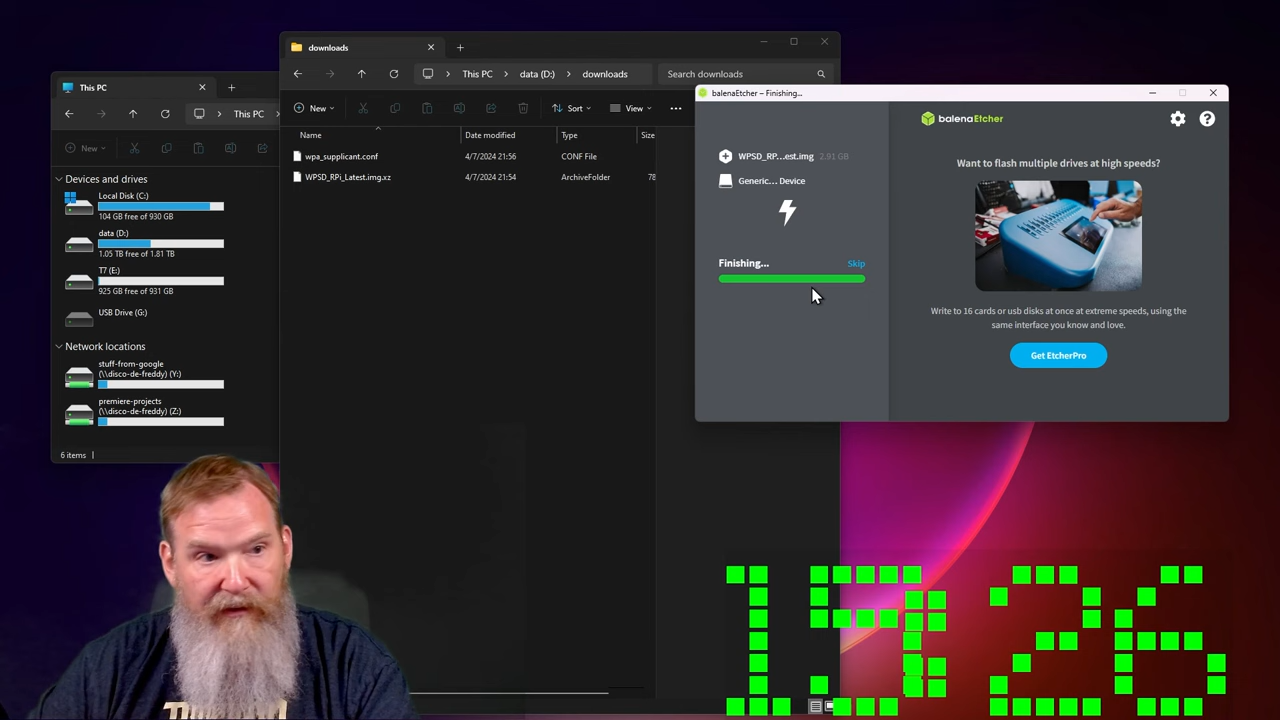 This PC
This PC
New
Devices and drives
Local Disk (C:)
104 GB free of 930 GB
data (D:)
1.05 TB free of 1.81 TB
T7 (E:)
925 GB free of 931 GB
USB Drive (G:)
Network locations
stuff-from-google
(\\disco-de-freddy) (Y:)
premiere-projects
(\\disco-de-freddy) (Z:)
6 items
downloads
This PC > data (D:) > downloads
Search downloads
New
Sort
View
Name Date modified Type Size
wpa_supplicant.conf 4/7/2024 21:56 CONF File
WPSD_RPi_Latest.img.xz 4/7/2024 21:54 ArchiveFolder 78
balenaEtcher – Finishing...
balenaEtcher
WPSD_RP...est.img 2.91 GB
Generic... Device
Finishing... Skip
Want to flash multiple drives at high speeds?
Write to 16 cards or usb disks at once at extreme speeds, using the
same interface you know and love.
Get EtcherPro
15:26